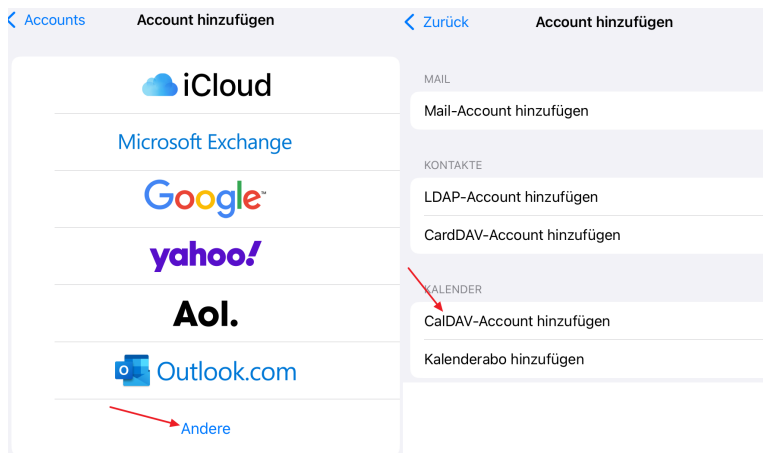 Accounts
Account hinzufügen
iCloud
Microsoft Exchange
Google™
yahoo!
Aol.
Outlook.com
Andere
Zurück
Account hinzufügen
MAIL
Mail-Account hinzufügen
KONTAKTE
LDAP-Account hinzufügen
CardDAV-Account hinzufügen
KALENDER
CalDAV-Account hinzufügen
Kalenderabo hinzufügen